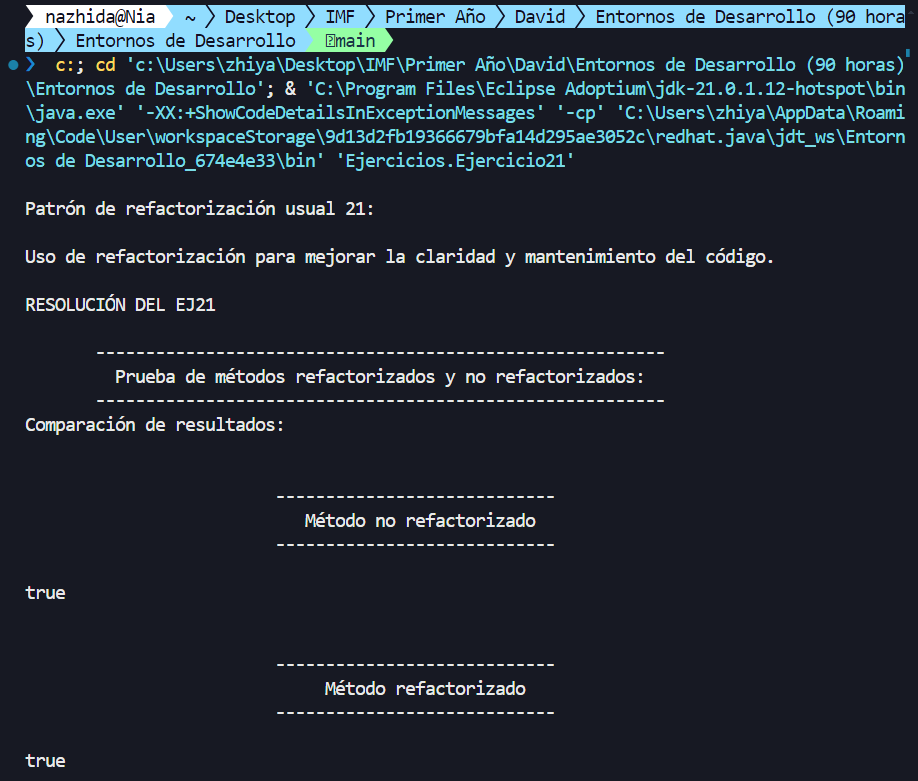 nazhida@Nia ~ Desktop IMF Primer Año David Entornos de Desarrollo (90 hora
s) Entornos de Desarrollo main
c:; cd 'c:\Users\zhiya\Desktop\IMF\Primer Año\David\Entornos de Desarrollo (90 horas)
\Entornos de Desarrollo'; & 'C:\Program Files\Eclipse Adoptium\jdk-21.0.1.12-hotspot\bin
\java.exe' '-XX:+ShowCodeDetailsInExceptionMessages' '-cp' 'C:\Users\zhiya\AppData\Roami
ng\Code\User\workspaceStorage\9d13d2fb19366679bfa14d295ae3052c\redhat.java\jdt_ws\Entorn
os de Desarrollo_674e4e33\bin' 'Ejercicios.Ejercicio21'
Patrón de refactorización usual 21:
Uso de refactorización para mejorar la claridad y mantenimiento del código.
RESOLUCIÓN DEL EJ21
---------------------------------------------------------
Prueba de métodos refactorizados y no refactorizados:
---------------------------------------------------------
Comparación de resultados:
----------------------------
Método no refactorizado
----------------------------
true
----------------------------
Método refactorizado
----------------------------
true